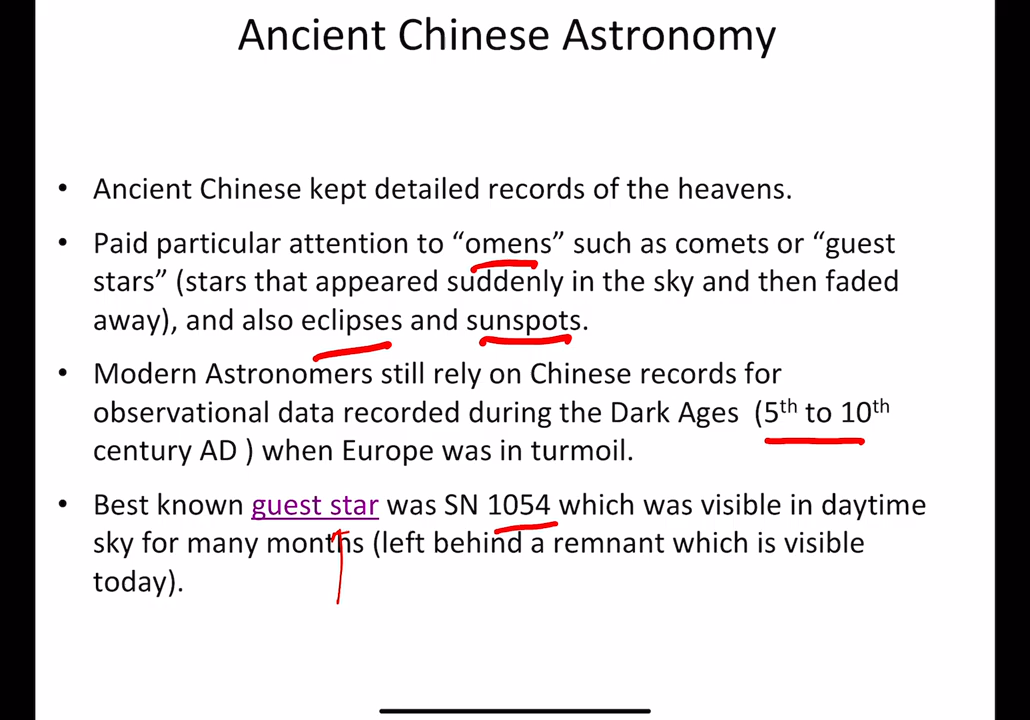 Ancient Chinese Astronomy
• Ancient Chinese kept detailed records of the heavens.
• Paid particular attention to “omens” such as comets or “guest
stars” (stars that appeared suddenly in the sky and then faded
away), and also eclipses and sunspots.
• Modern Astronomers still rely on Chinese records for
observational data recorded during the Dark Ages (5th to 10th
century AD ) when Europe was in turmoil.
• Best known guest star was SN 1054 which was visible in daytime
sky for many months (left behind a remnant which is visible
today).